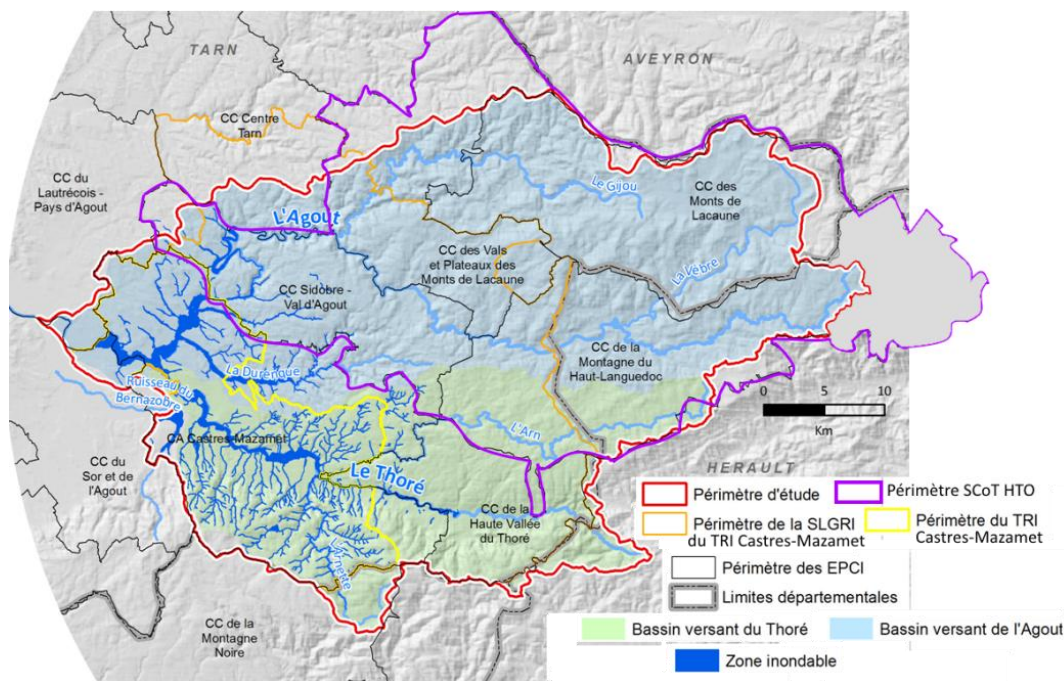 TARN
AVEYRON
CC Centre
Tarn
CC du
Lautrécois -
Pays d'Agout
L'Agout
Le Gijou
CC des
Monts de
Lacaune
CC des Vals
et Plateaux des
Monts de Lacaune
La Vèbre
CC Sidobre -
Val d'Agout
CC de la
Montagne du
Haut-Languedoc
La Durenque
Ruisseau du
Bernazobre
CA Castres-Mazamet
L'Arn
0 5 10
Km
CC du
Sor et de
l'Agout
Le Thoré
HERAULT
CC de la
Haute Vallée
du Thoré
L'Arnette
CC de la
Montagne
Noire
Périmètre d'étude
Périmètre SCoT HTO
Périmètre de la SLGRI
du TRI Castres-Mazamet
Périmètre du TRI
Castres-Mazamet
Périmètre des EPCI
Limites départementales
Bassin versant du Thoré
Bassin versant de l'Agout
Zone inondable